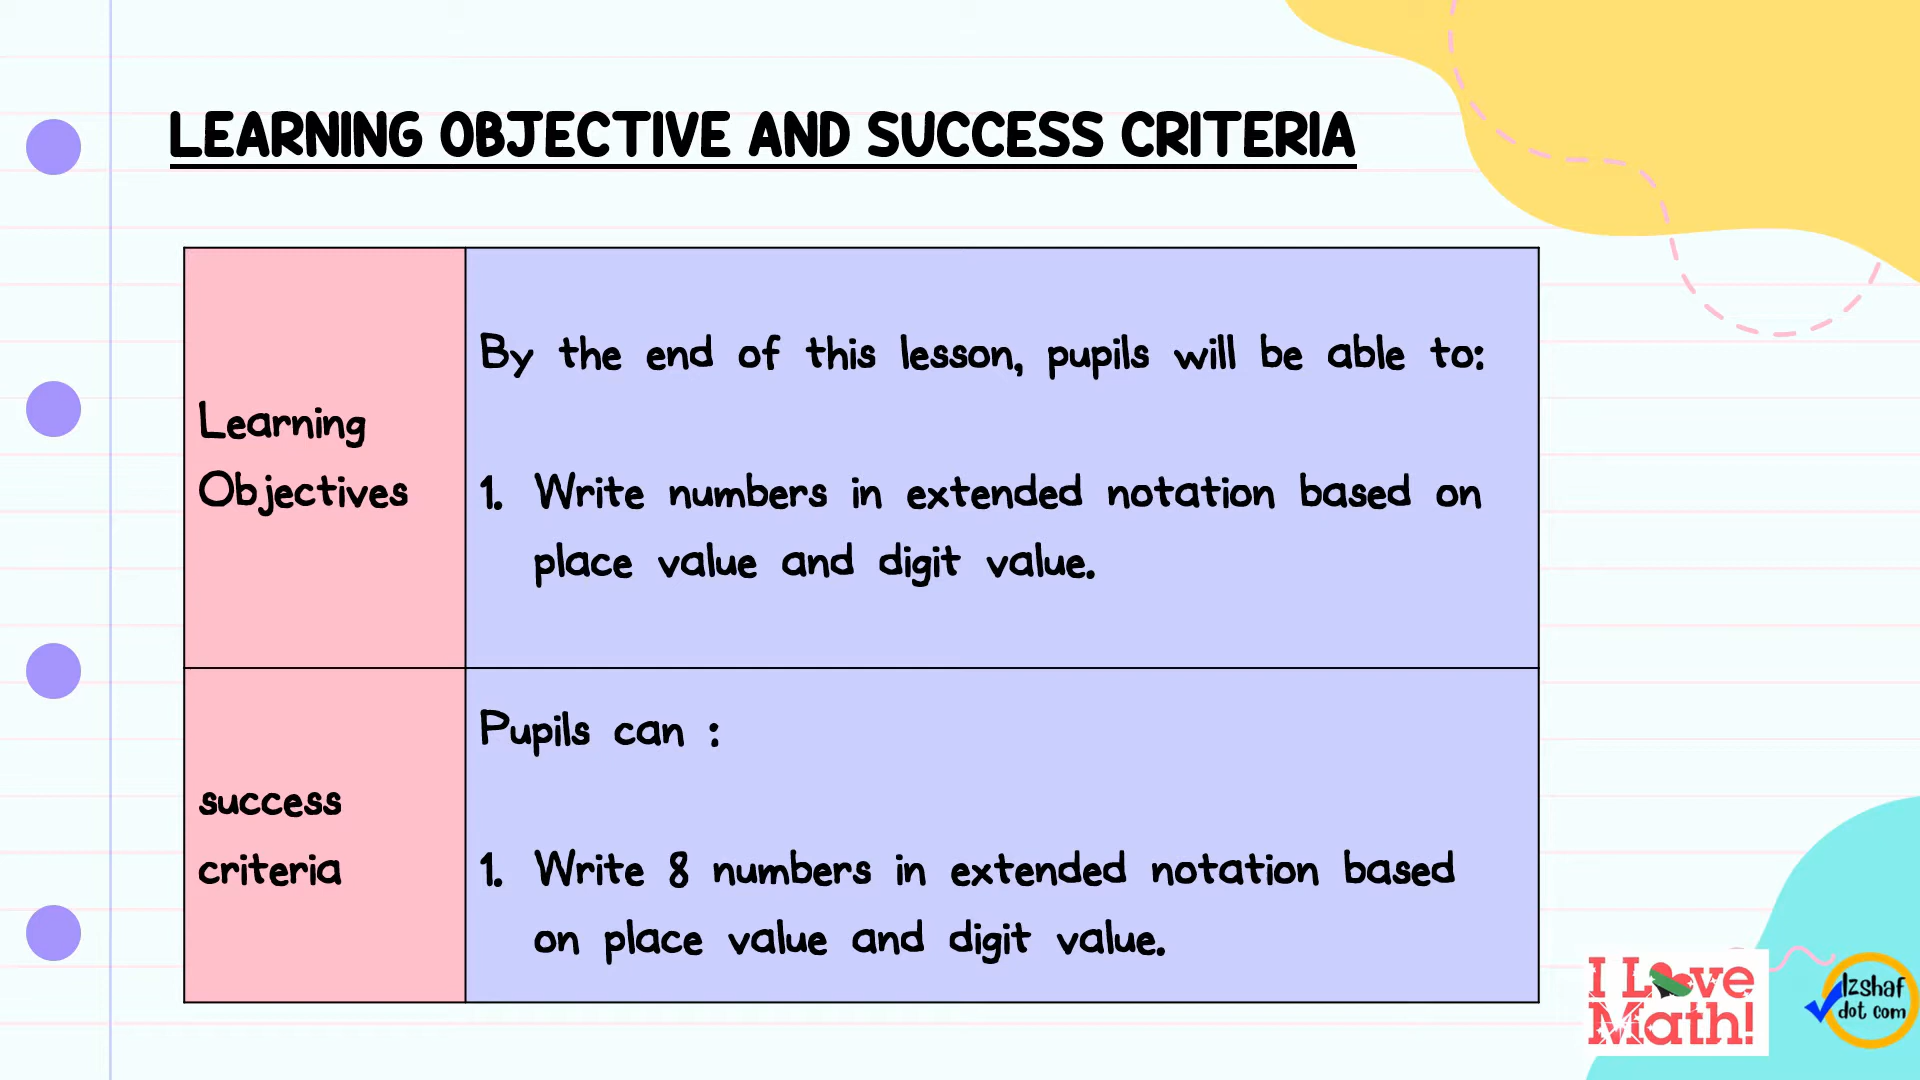 LEARNING OBJECTIVE AND SUCCESS CRITERIA
Learning
Objectives
By the end of this lesson, pupils will be able to:
1. Write numbers in extended notation based on
place value and digit value.
success
criteria
Pupils can :
1. Write 8 numbers in extended notation based
on place value and digit value.
I Love
Math!
Izshaf
dot com